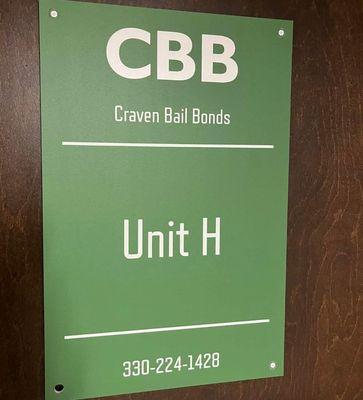 CBB
Craven Bail Bonds
Unit H
330-224-1428